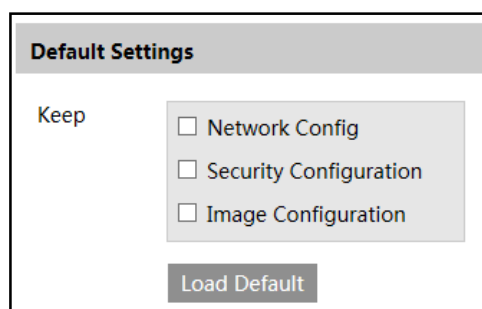 Default Settings
Keep
Network Config
Security Configuration
Image Configuration
Load Default